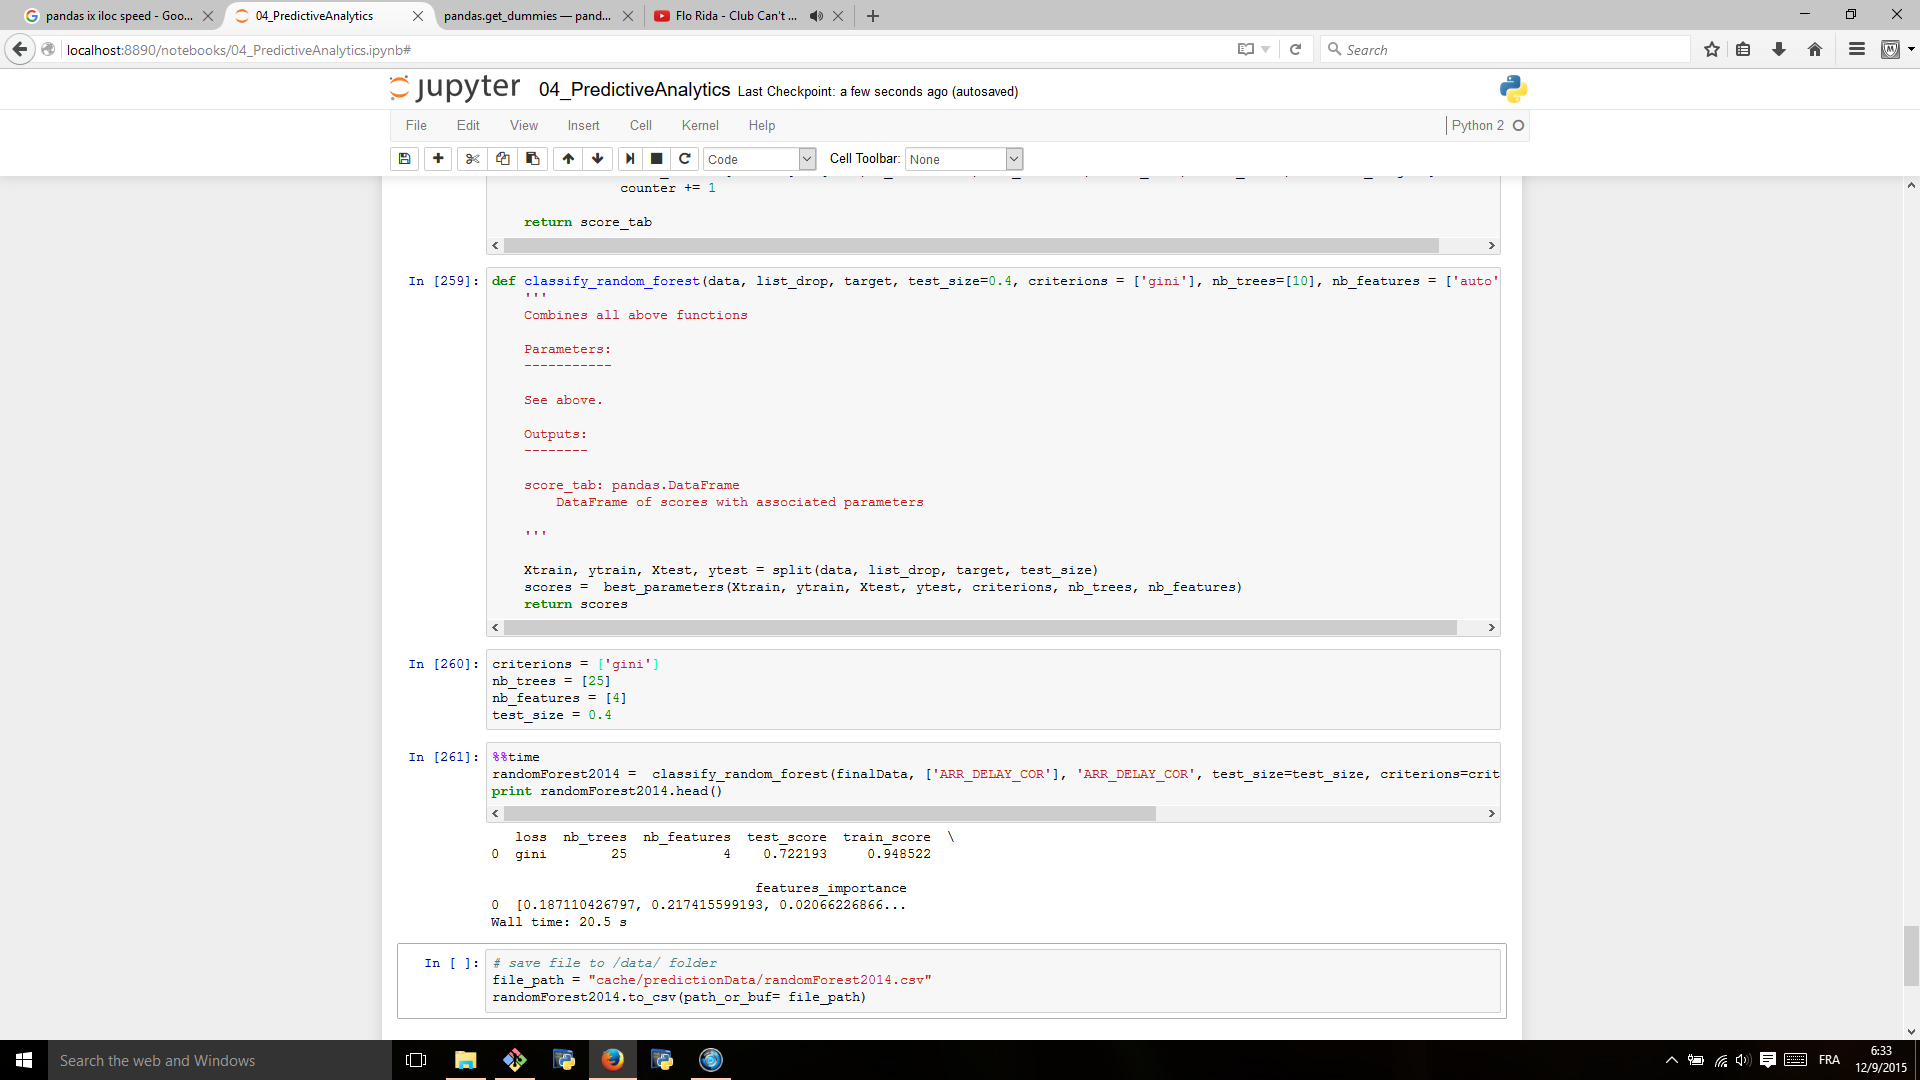 pandas ix iloc speed - Goo...
04_PredictiveAnalytics
pandas.get_dummies — pand...
Flo Rida - Club Can't ...
localhost:8890/notebooks/04_PredictiveAnalytics.ipynb#
Search
jupyter 04_PredictiveAnalytics Last Checkpoint: a few seconds ago (autosaved)
File Edit View Insert Cell Kernel Help
Python 2
Code
Cell Toolbar: None
counter += 1
return score_tab
In [259]: def classify_random_forest(data, list_drop, target, test_size=0.4, criterions = ['gini'], nb_trees=[10], nb_features = ['auto'
'''
Combines all above functions
Parameters:
-----------
See above.
Outputs:
--------
score_tab: pandas.DataFrame
DataFrame of scores with associated parameters
'''
Xtrain, ytrain, Xtest, ytest = split(data, list_drop, target, test_size)
scores =  best_parameters(Xtrain, ytrain, Xtest, ytest, criterions, nb_trees, nb_features)
return scores
In [260]: criterions = ['gini']
nb_trees = [25]
nb_features = [4]
test_size = 0.4
In [261]: %%time
randomForest2014 =  classify_random_forest(finalData, ['ARR_DELAY_COR'], 'ARR_DELAY_COR', test_size=test_size, criterions=crit
print randomForest2014.head()
loss  nb_trees  nb_features  test_score  train_score  \
0  gini        25            4    0.722193     0.948522
features_importance
0  [0.187110426797, 0.217415599193, 0.02066226866...
Wall time: 20.5 s
In [ ]: # save file to /data/ folder
file_path = "cache/predictionData/randomForest2014.csv"
randomForest2014.to_csv(path_or_buf= file_path)
Search the web and Windows
FRA
6:33
12/9/2015